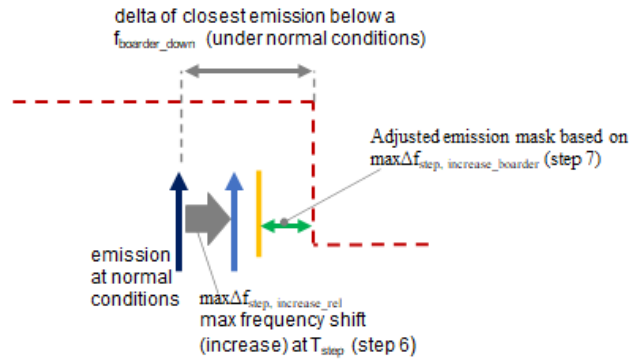 delta of closest emission below a
fboarder_down (under normal conditions)
Adjusted emission mask based on
maxΔfstep, increase_boarder (step 7)
emission
at normal
conditions
maxΔfstep, increase_rel
max frequency shift
(increase) at Tstep (step 6)